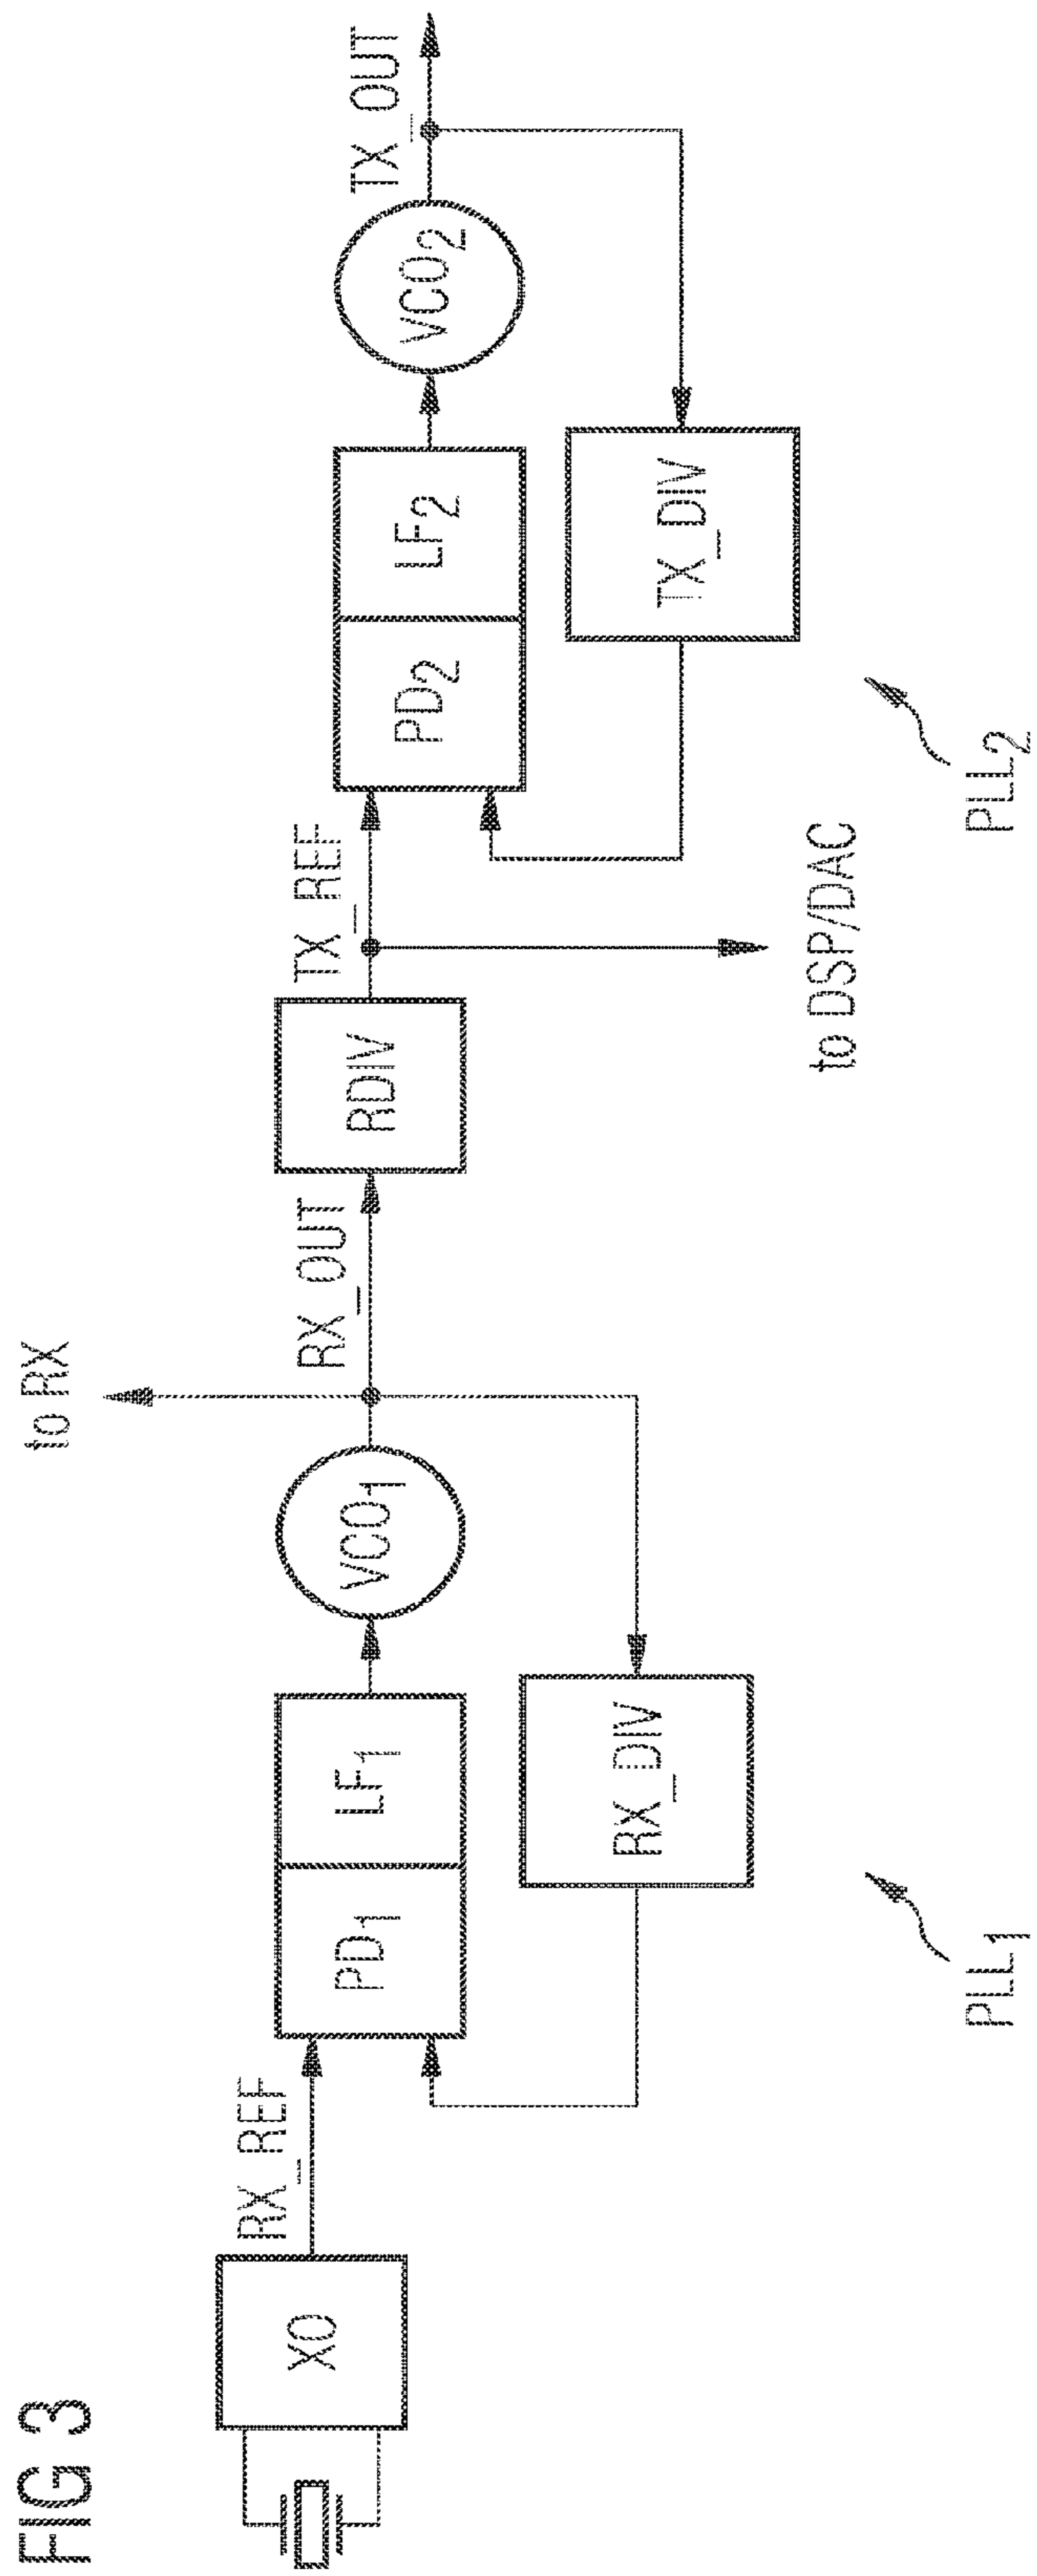 FIG 3
XO
RX_REF
PD1
LF1
VCO1
to RX
RX_OUT
RX_DIV
PLL1
RDIV
TX_REF
to DSP/DAC
PD2
LF2
VCO2
TX_OUT
TX_DIV
PLL2